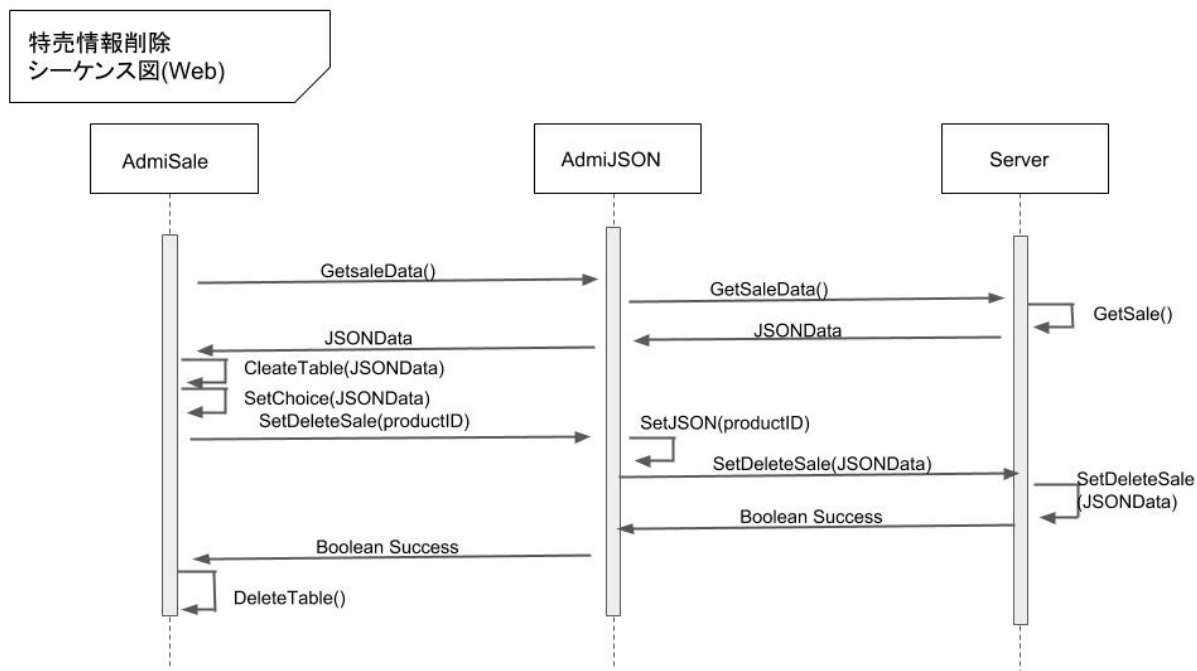 特売情報削除
シーケンス図(Web)
AdmiSale
AdmiJSON
Server
GetsaleData()
GetSaleData()
GetSale()
JSONData
JSONData
CleateTable(JSONData)
SetChoice(JSONData)
SetDeleteSale(productID)
SetJSON(productID)
SetDeleteSale(JSONData)
SetDeleteSale
(JSONData)
Boolean Success
Boolean Success
DeleteTable()